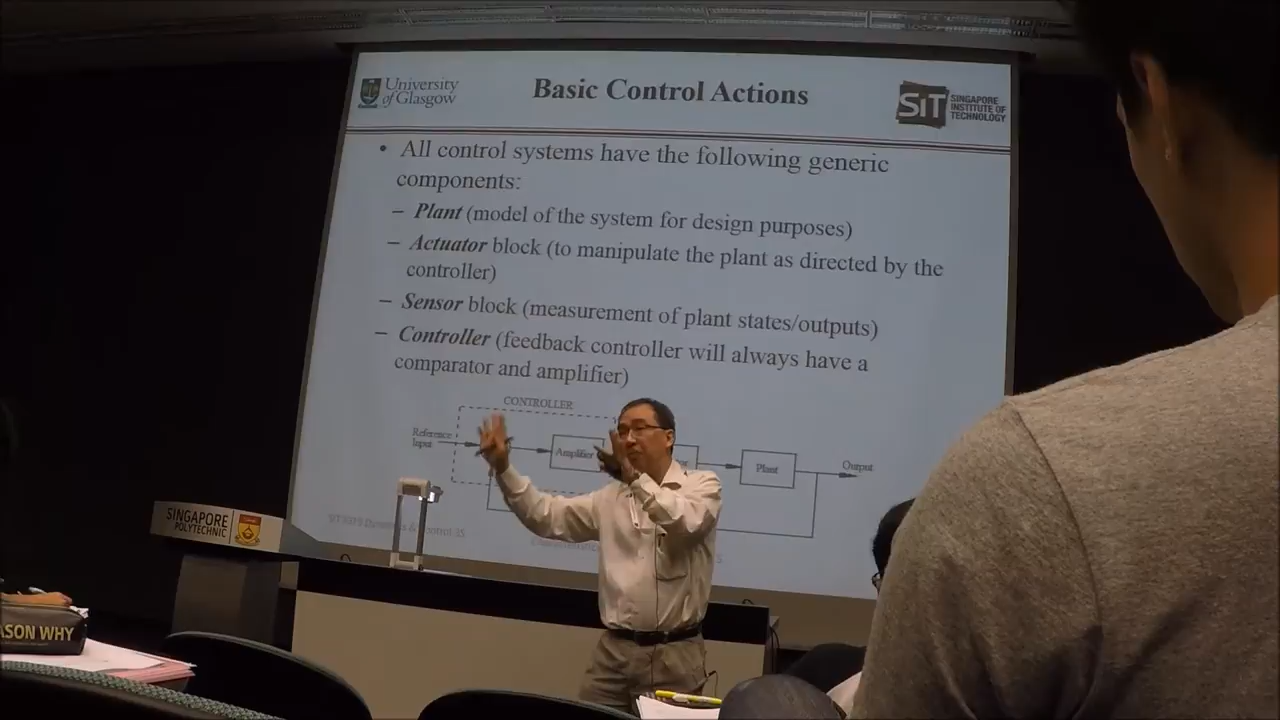 University
of Glasgow
Basic Control Actions
SiT
SINGAPORE
INSTITUTE OF
TECHNOLOGY
• All control systems have the following generic
components:
– Plant (model of the system for design purposes)
– Actuator block (to manipulate the plant as directed by the
controller)
– Sensor block (measurement of plant states/outputs)
– Controller (feedback controller will always have a
comparator and amplifier)
CONTROLLER
Reference
Input
Amplifier
Plant
Output
SINGAPORE
POLYTECHNIC
ASON WHY